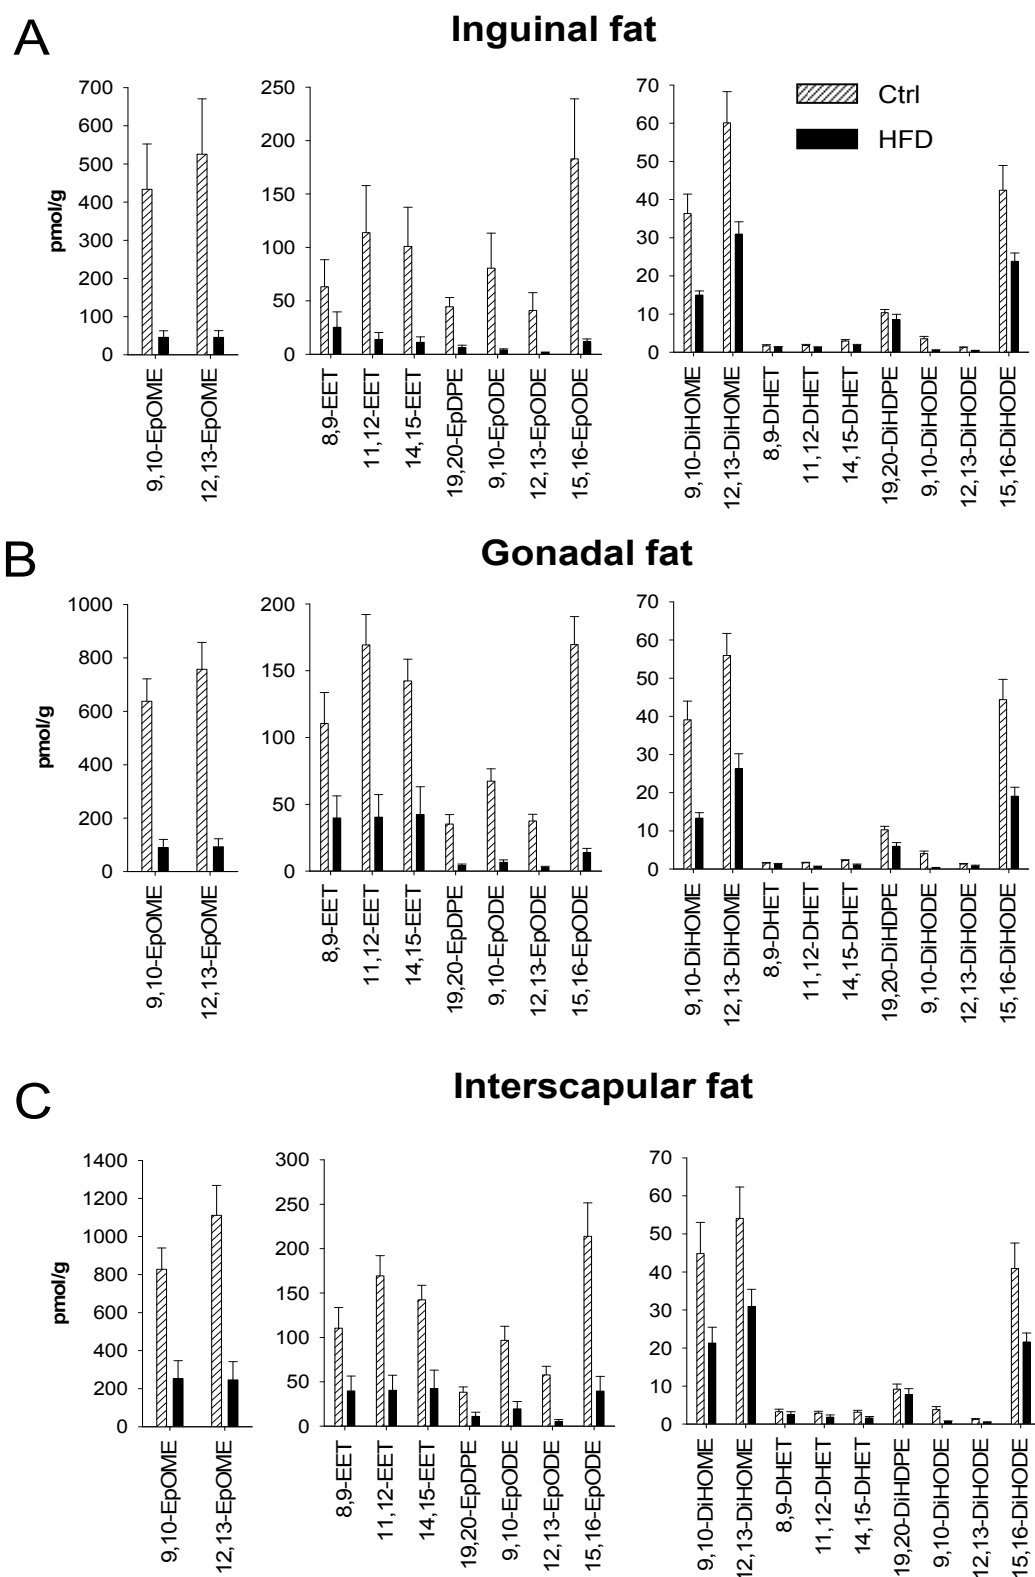 A
Inguinal fat
700
600
500
400
300
200
100
0
pmol/g
9,10-EpOME
12,13-EpOME
250
200
150
100
50
0
8,9-EET
11,12-EET
14,15-EET
19,20-EpDPE
9,10-EpODE
12,13-EpODE
15,16-EpODE
70
60
50
40
30
20
10
0
Ctrl
HFD
9,10-DiHOME
12,13-DiHOME
8,9-DHET
11,12-DHET
14,15-DHET
19,20-DiHDPE
9,10-DiHODE
12,13-DiHODE
15,16-DiHODE
B
Gonadal fat
1000
800
600
400
200
0
pmol/g
9,10-EpOME
12,13-EpOME
200
150
100
50
0
8,9-EET
11,12-EET
14,15-EET
19,20-EpDPE
9,10-EpODE
12,13-EpODE
15,16-EpODE
70
60
50
40
30
20
10
0
9,10-DiHOME
12,13-DiHOME
8,9-DHET
11,12-DHET
14,15-DHET
19,20-DiHDPE
9,10-DiHODE
12,13-DiHODE
15,16-DiHODE
C
Interscapular fat
1400
1200
1000
800
600
400
200
0
pmol/g
9,10-EpOME
12,13-EpOME
300
250
200
150
100
50
0
8,9-EET
11,12-EET
14,15-EET
19,20-EpDPE
9,10-EpODE
12,13-EpODE
15,16-EpODE
70
60
50
40
30
20
10
0
9,10-DiHOME
12,13-DiHOME
8,9-DHET
11,12-DHET
14,15-DHET
19,20-DiHDPE
9,10-DiHODE
12,13-DiHODE
15,16-DiHODE